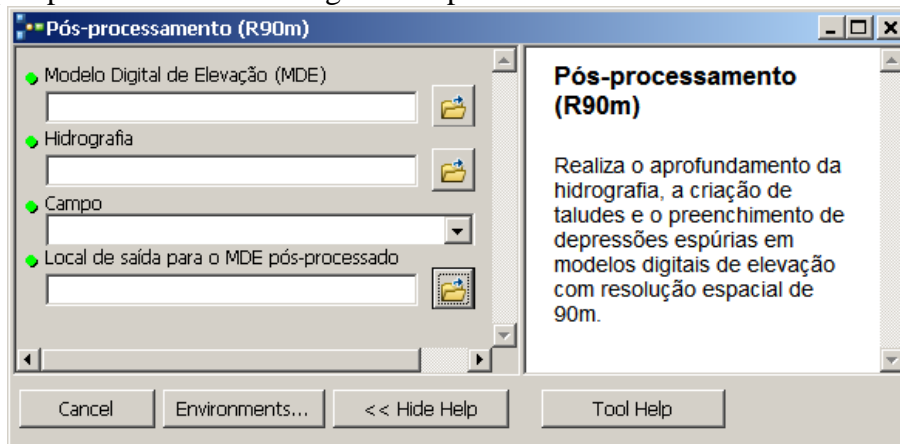 Pós-processamento (R90m)
Modelo Digital de Elevação (MDE)
Hidrografia
Campo
Local de saída para o MDE pós-processado
Pós-processamento
(R90m)
Realiza o aprofundamento da
hidrografia, a criação de
taludes e o preenchimento de
depressões espúrias em
modelos digitais de elevação
com resolução espacial de
90m.
Cancel
Environments...
<< Hide Help
Tool Help